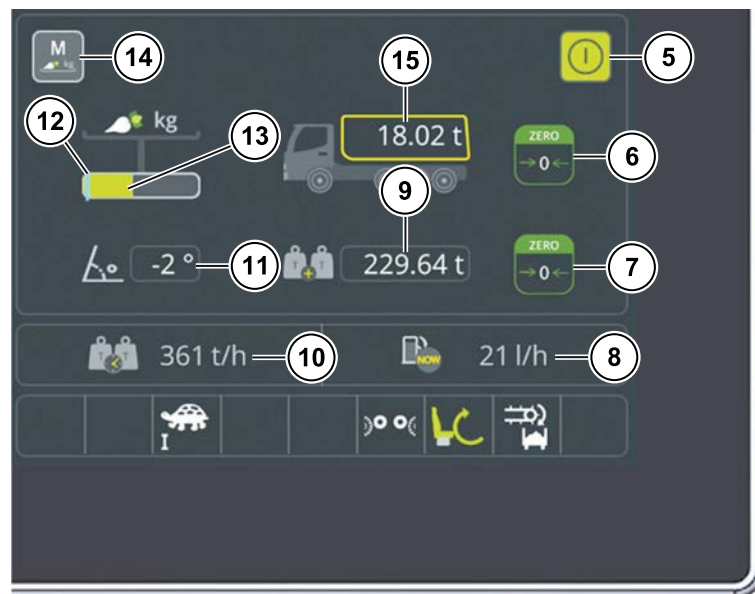 M
kg
14
15
5
12
kg
13
18.02 t
ZERO
→0←
6
9
-2 °
11
T T
229.64 t
ZERO
→0←
7
T T
361 t/h
10
NOW
21 l/h
8
I